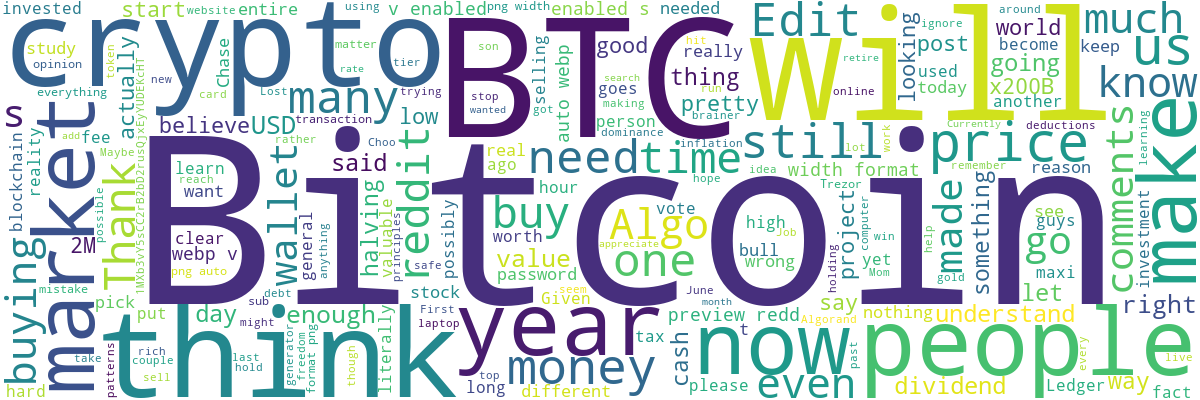 invested
website
using
v enabled
png width
enabled s
needed
Edit
around
ignore
crypto
BTC
will
start
entire
study
opinion
token
Chase
matter
tier
son
selling
good
really
looking
post
world
become
keep
much
us
know
everything
new
card
rate
trying
stop
wanted
got
auto webp
goes
search
making
person
hit
thing
run
pretty
brainer
retire
online
used
today
going
x200B
another
s
market
add
fee
Maybe
actually
Lost
many
transaction
low
believe
USD
rather
Choo
said
reddit
dominance
inflation
need
time
still
lot
work
Currently
price
deductions
reason
learning
comments
make
blockchain
reality
possible
Thank
learn
reach
want
wallet
real
ago
hour
hope
idea
width format
Trezor
computer
remember
Bitcoin
2M
clear
webp v
png auto
general
anything
halving
valuable
principles
safe
possibly
buy
worth
value
password
Algo
appreciate
one
vote
high
bull
wrong
Job
yet
Mom
win
project
holding
help
made
gold
something
see
guys
go
maxi
let
investment
buying
mistake
pick
sub
debt
stock
First
laptop
Given
seem
June
month
say
nothing
Algorand
understand
right
put
day
might
enough
year
tax
preview redd
t
think
take
patterns
rich
couple
sell
last
hold
generator
freedom
format png
though
literally
top
long
money
different
cash
please
now
even
past
people
dividend
every
Ledger
way
live
fact
hard